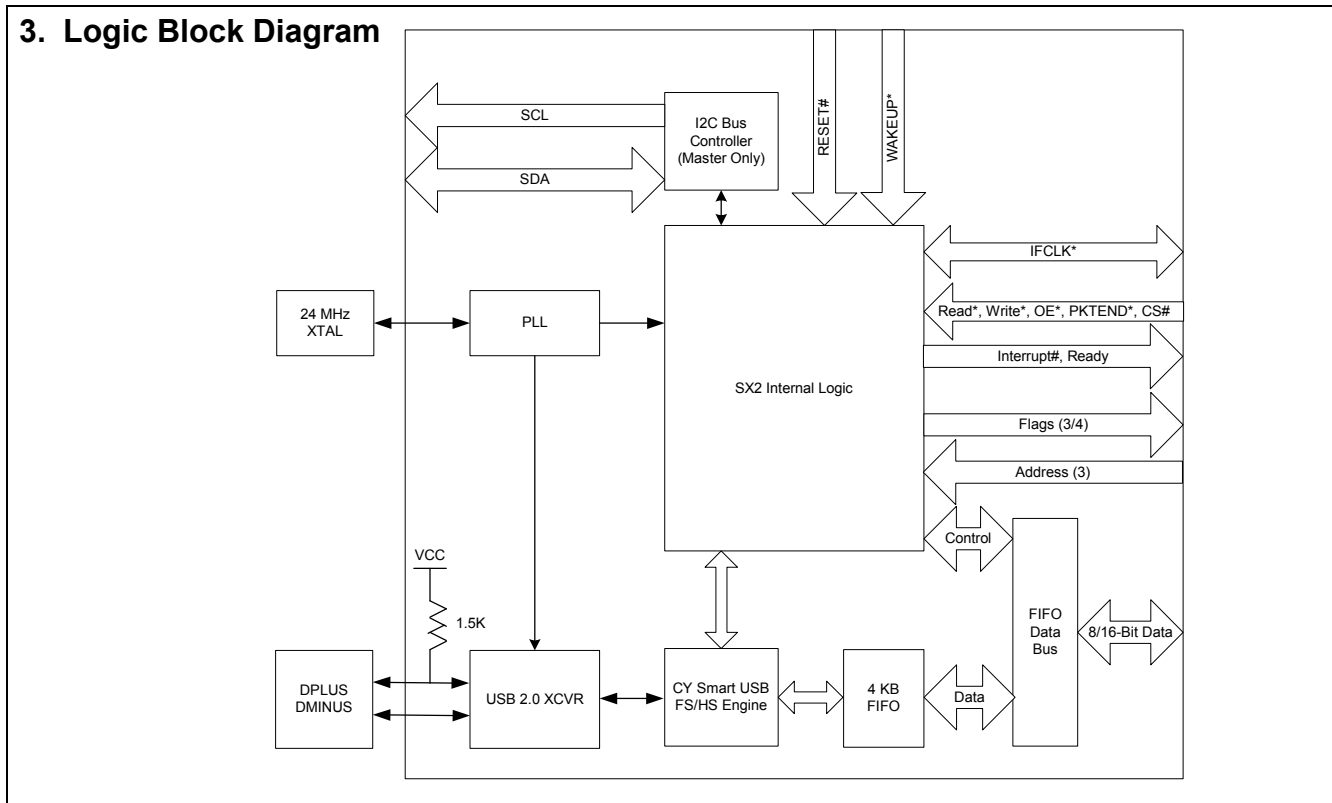 3. Logic Block Diagram
SCL
SDA
I2C Bus
Controller
(Master Only)
RESET#
WAKEUP*
IFCLK*
Read*, Write*, OE*, PKTEND*, CS#
Interrupt#, Ready
Flags (3/4)
Address (3)
24 MHz
XTAL
PLL
SX2 Internal Logic
Control
VCC
1.5K
FIFO
Data
Bus
8/16-Bit Data
DPLUS
DMINUS
USB 2.0 XCVR
CY Smart USB
FS/HS Engine
4 KB
FIFO
Data